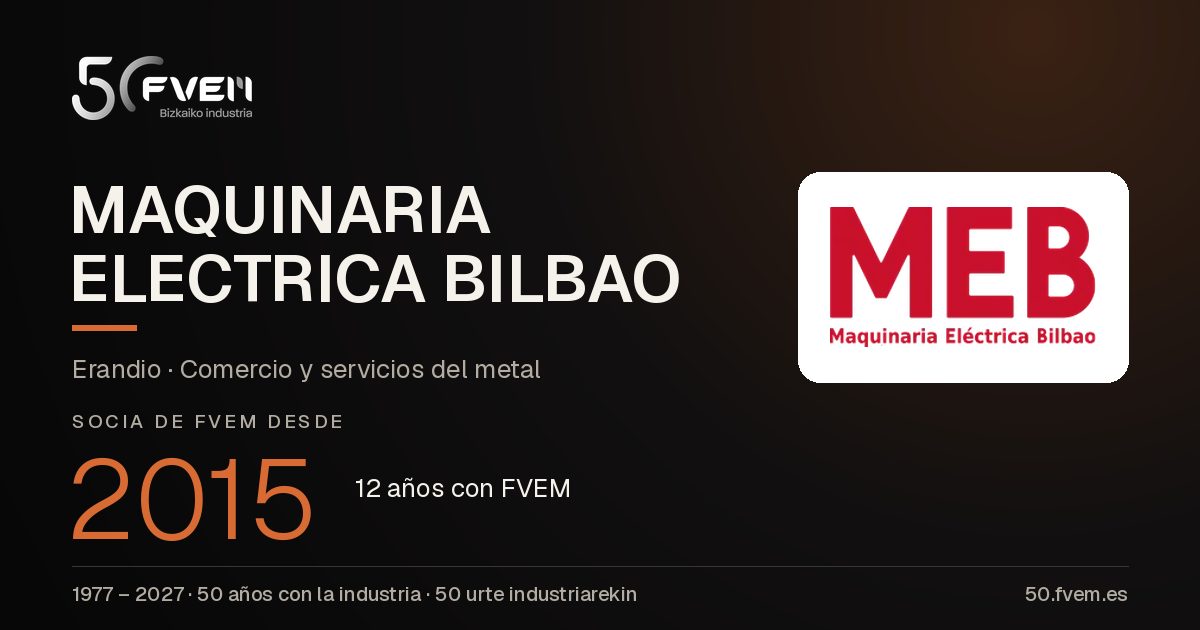 50 FVEM
Bizkaiko industria
MAQUINARIA
ELECTRICA BILBAO
MEB
Maquinaria Eléctrica Bilbao
Erandio · Comercio y servicios del metal
SOCIA DE FVEM DESDE
2015
12 años con FVEM
1977 – 2027 · 50 años con la industria · 50 urte industriarekin
50.fvem.es